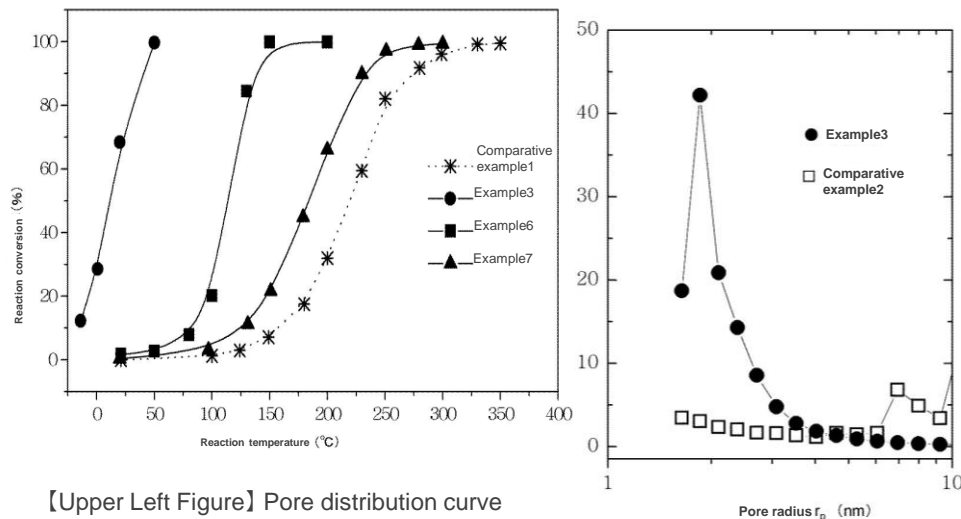 100
80
60
40
20
0
Reaction conversion (%)
0
50
100
150
200
250
300
350
400
Reaction temperature (℃)
Comparative
example1
Example3
Example6
Example7
【Upper Left Figure】 Pore distribution curve
50
40
30
20
10
0
Example3
Comparative
example2
1
10
Pore radius rp (nm)